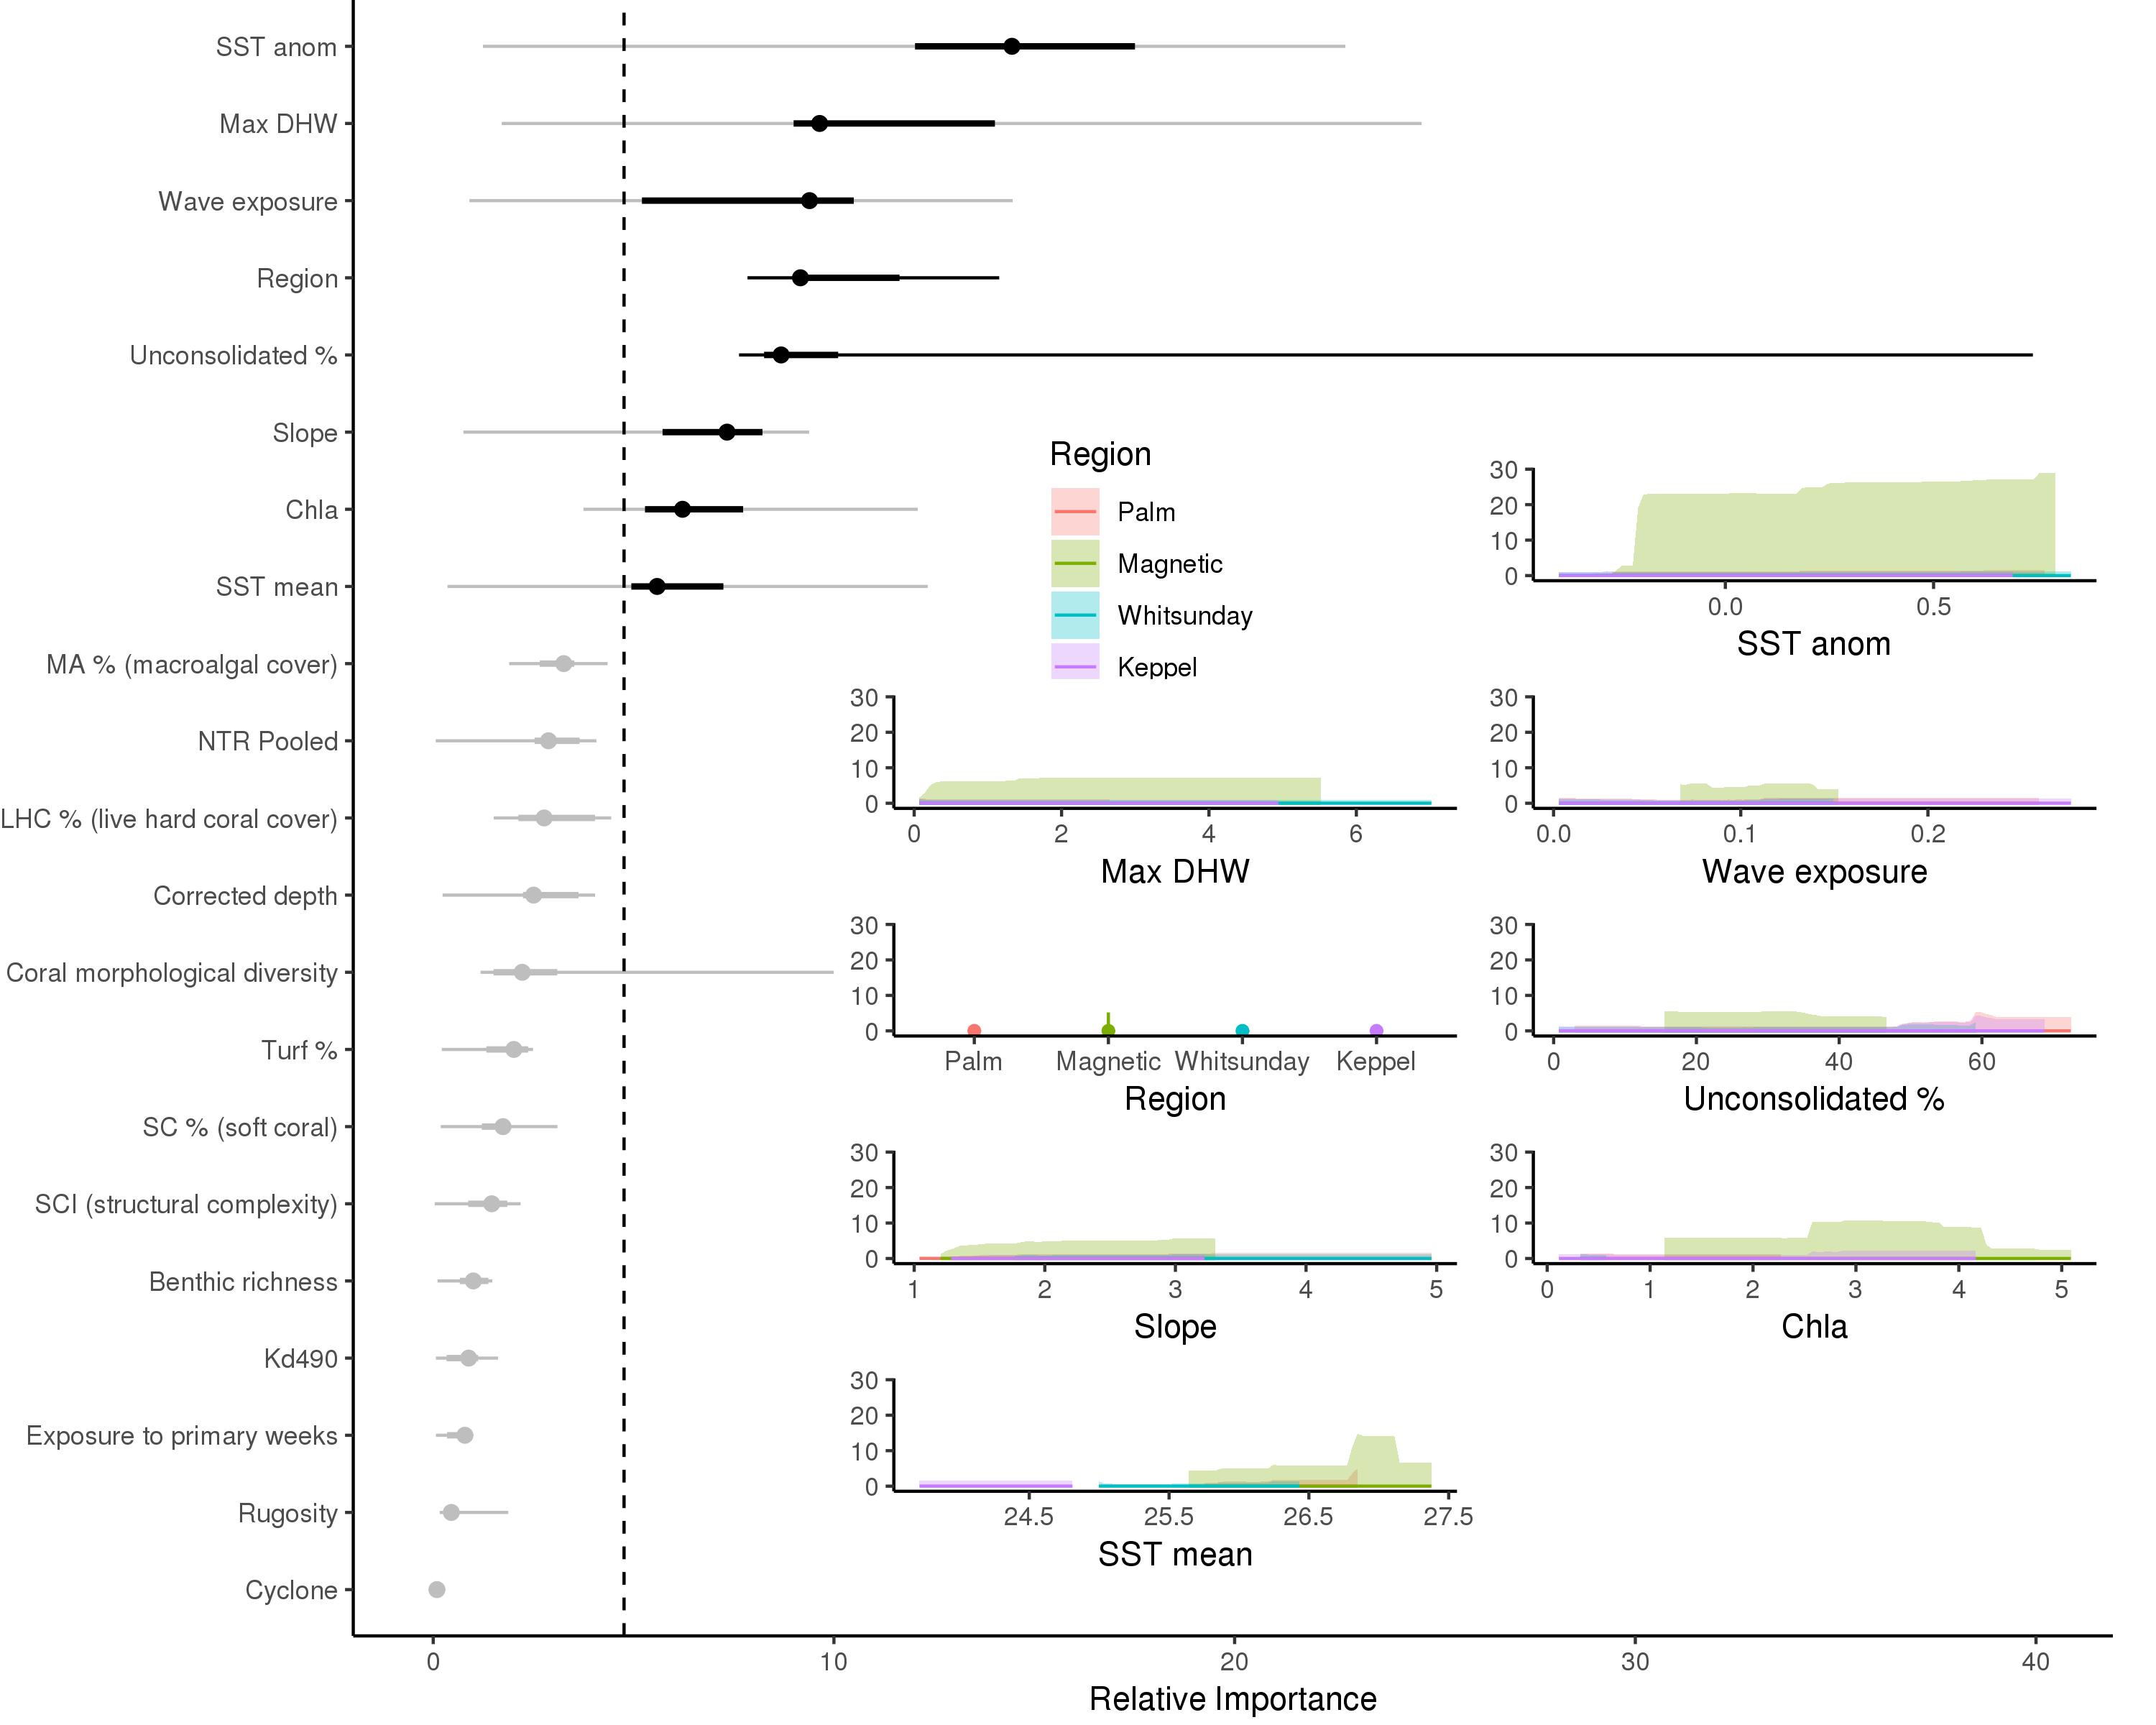 SST anom
Max DHW
Wave exposure
Region
Unconsolidated %
Slope
Chla
SST mean
MA % (macroalgal cover)
NTR Pooled
LHC % (live hard coral cover)
Corrected depth
Coral morphological diversity
Turf %
SC % (soft coral)
SCI (structural complexity)
Benthic richness
Kd490
Exposure to primary weeks
Rugosity
Cyclone
0 10 20 30 40
Relative Importance
Region
Palm
Magnetic
Whitsunday
Keppel
30
20
10
0
0.0 0.5
SST anom
30
20
10
0
0 2 4 6
Max DHW
30
20
10
0
0.0 0.1 0.2
Wave exposure
30
20
10
0
Palm Magnetic Whitsunday Keppel
Region
30
20
10
0
0 20 40 60
Unconsolidated %
30
20
10
0
1 2 3 4 5
Slope
30
20
10
0
0 1 2 3 4 5
Chla
30
20
10
0
24.5 25.5 26.5 27.5
SST mean